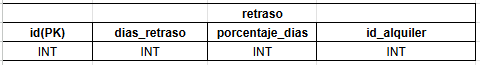 retraso
id(PK) dias_retraso porcentaje_dias id_alquiler
INT INT INT INT